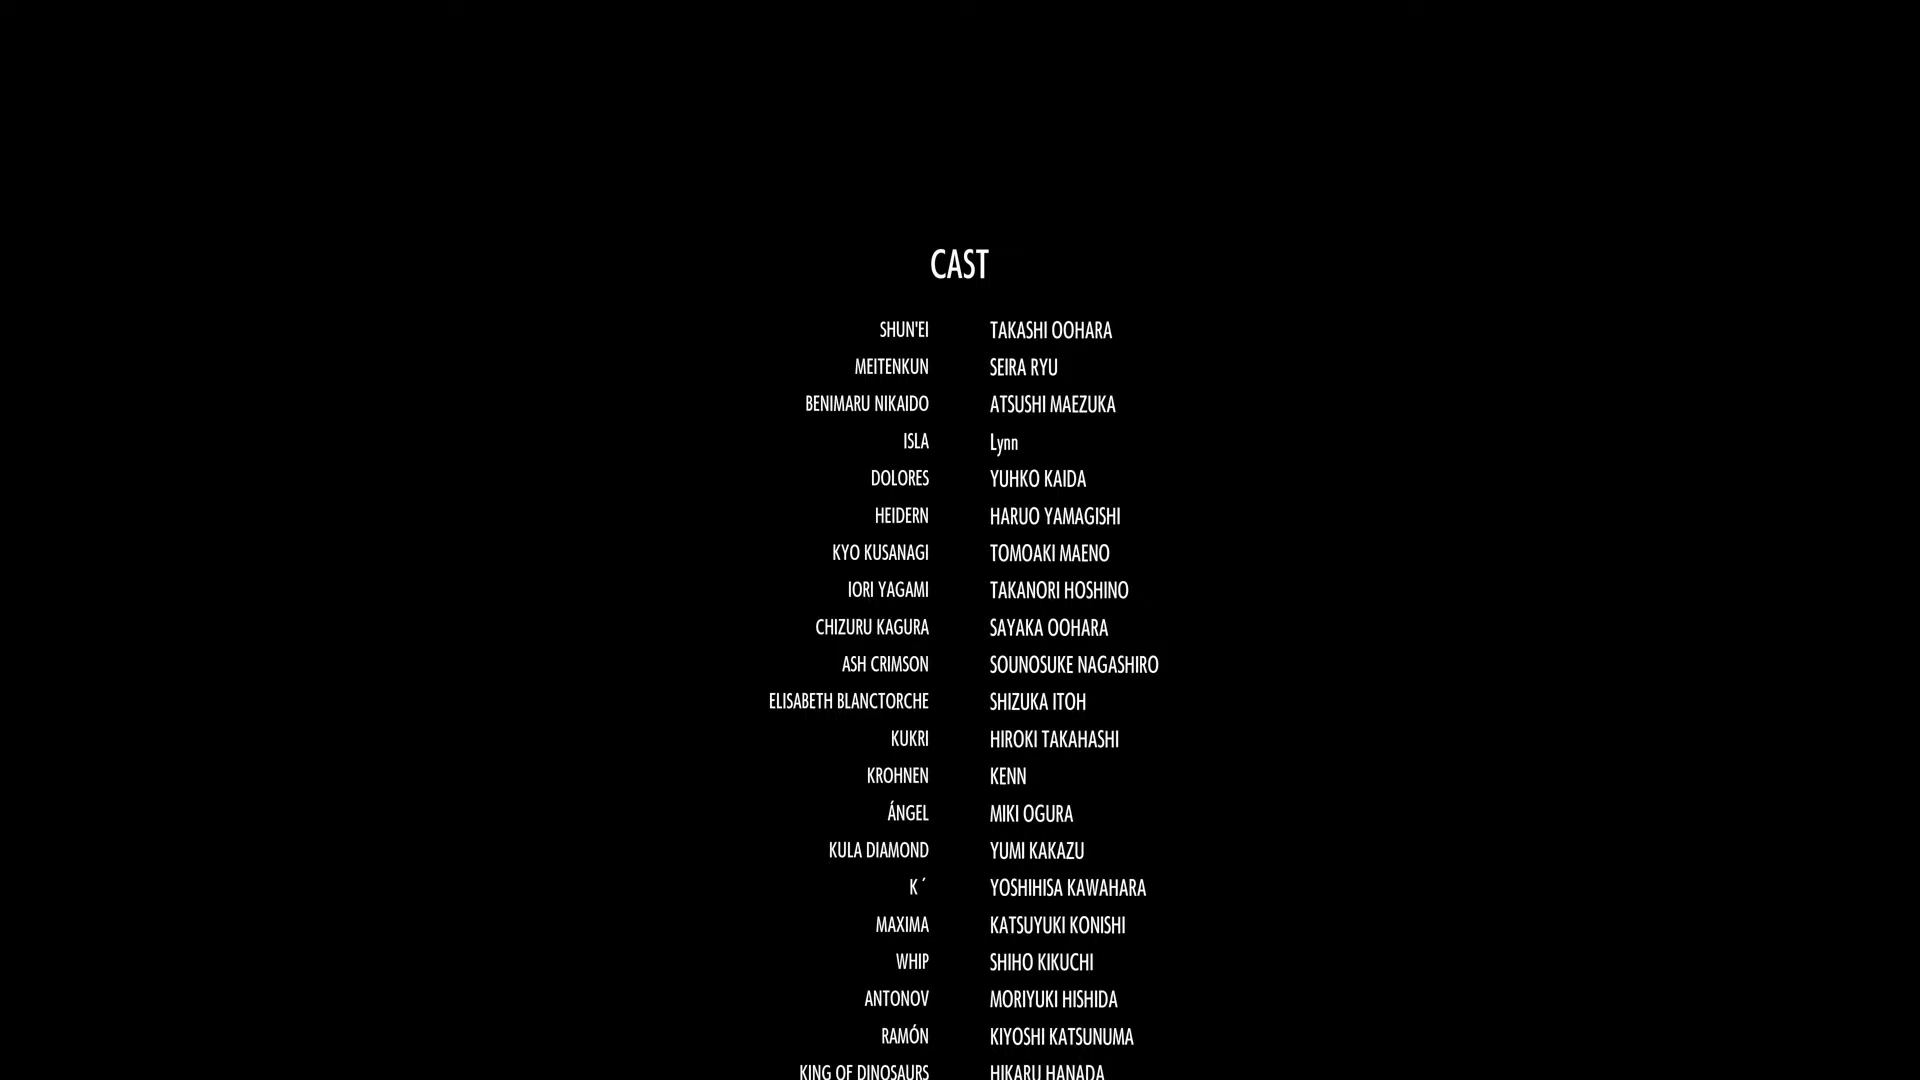 CAST
SHUN'EI TAKASHI OOHARA
MEITENKUN SEIRA RYU
BENIMARU NIKAIDO ATSUSHI MAEZUKA
ISLA Lynn
DOLORES YUHKO KAIDA
HEIDERN HARUO YAMAGISHI
KYO KUSANAGI TOMOAKI MAENO
IORI YAGAMI TAKANORI HOSHINO
CHIZURU KAGURA SAYAKA OOHARA
ASH CRIMSON SOUNOSUKE NAGASHIRO
ELISABETH BLANCTORCHE SHIZUKA ITOH
KUKRI HIROKI TAKAHASHI
KROHNEN KENN
ÁNGEL MIKI OGURA
KULA DIAMOND YUMI KAKAZU
K´ YOSHIHISA KAWAHARA
MAXIMA KATSUYUKI KONISHI
WHIP SHIHO KIKUCHI
ANTONOV MORIYUKI HISHIDA
RAMÓN KIYOSHI KATSUNUMA
KING OF DINOSAURS HIKARU HANADA